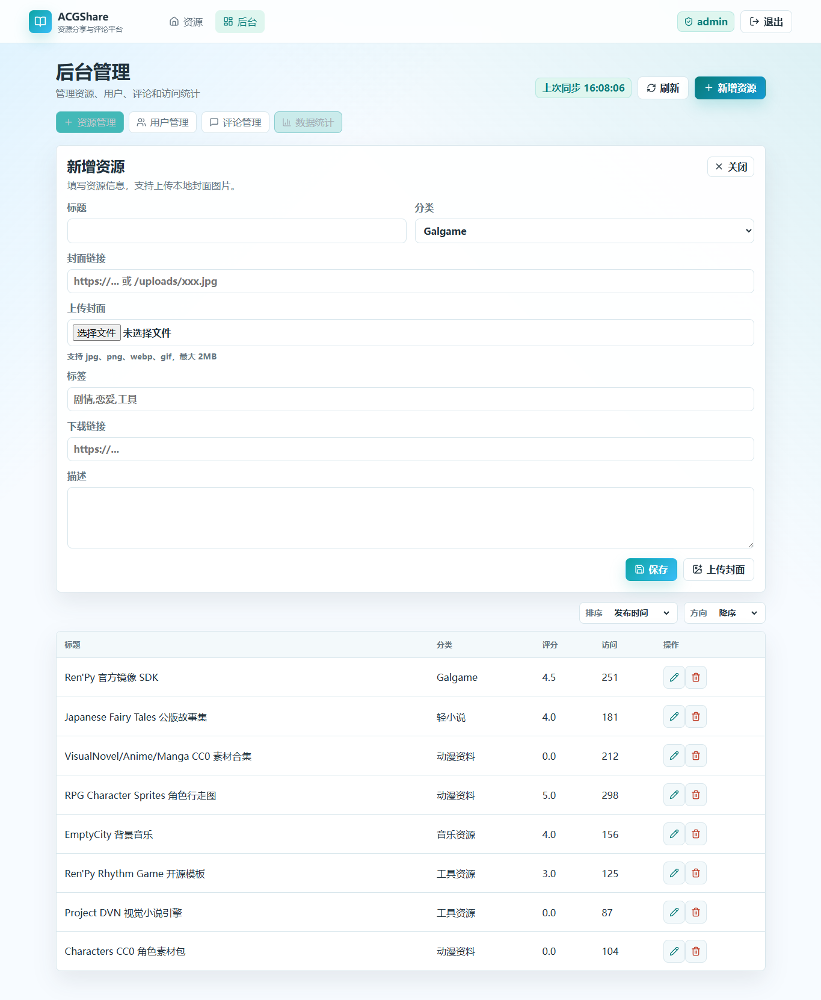 ACGShare
资源分享与评论平台
资源
后台
admin
退出
后台管理
管理资源、用户、评论和访问统计
上次同步 16:08:06
刷新
新增资源
资源管理
用户管理
评论管理
数据统计
新增资源
关闭
填写资源信息，支持上传本地封面图片。
标题
分类
Galgame
封面链接
https://... 或 /uploads/xxx.jpg
上传封面
选择文件 未选择文件
支持 jpg、png、webp、gif，最大 2MB
标签
剧情,恋爱,工具
下载链接
https://...
描述
保存
上传封面
排序 发布时间
方向 降序
标题 分类 评分 访问 操作
Ren'Py 官方镜像 SDK Galgame 4.5 251
Japanese Fairy Tales 公版故事集 轻小说 4.0 181
VisualNovel/Anime/Manga CC0 素材合集 动漫资料 0.0 212
RPG Character Sprites 角色行走图 动漫资料 5.0 298
EmptyCity 背景音乐 音乐资源 4.0 156
Ren'Py Rhythm Game 开源模板 工具资源 3.0 125
Project DVN 视觉小说引擎 工具资源 0.0 87
Characters CC0 角色素材包 动漫资料 0.0 104